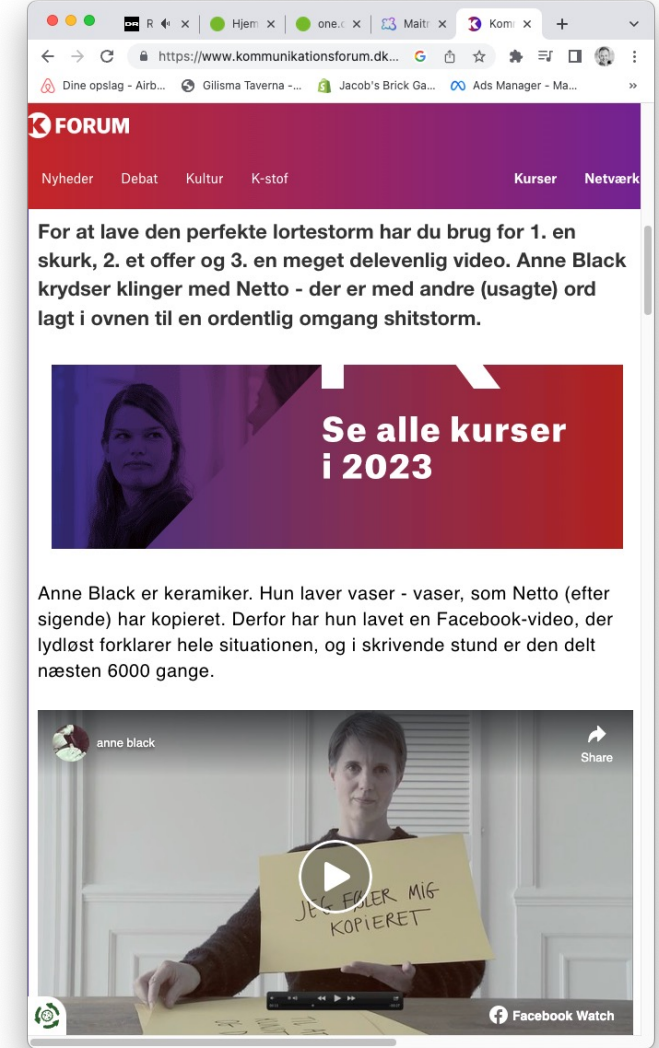 R
Hjem
one.c
Maitr
Kom
https://www.kommunikationsforum.dk...
Dine opslag - Airb...
Gilisma Taverna -...
Jacob's Brick Ga...
Ads Manager - Ma...
K FORUM
Nyheder Debat Kultur K-stof Kurser Netværk
For at lave den perfekte lortestorm har du brug for 1. en
skurk, 2. et offer og 3. en meget delevenlig video. Anne Black
krydser klinger med Netto - der er med andre (usagte) ord
lagt i ovnen til en ordentlig omgang shitstorm.
Se alle kurser
i 2023
Anne Black er keramiker. Hun laver vaser - vaser, som Netto (efter
sigende) har kopieret. Derfor har hun lavet en Facebook-video, der
lydløst forklarer hele situationen, og i skrivende stund er den delt
næsten 6000 gange.
anne black
Share
JEG FØLER MIG
KOPIERET
Facebook Watch